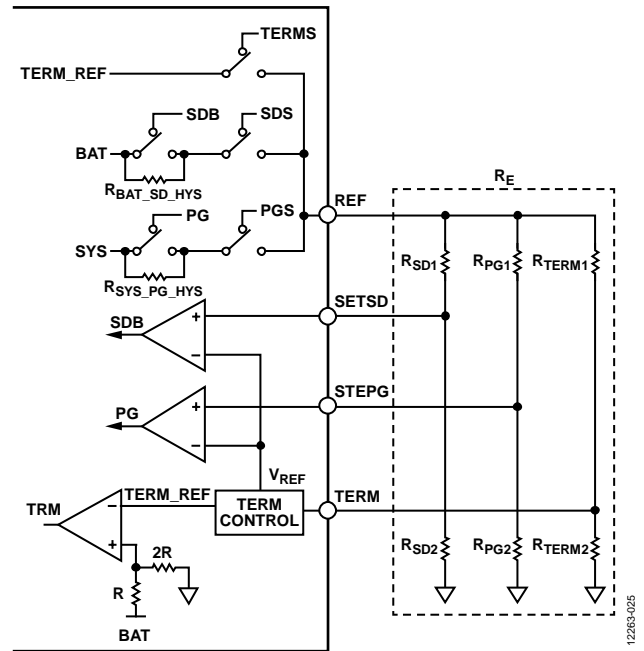 TERMS
TERM_REF
SDB SDS
BAT
R_BAT_SD_HYS
PG PGS
SYS
R_SYS_PG_HYS
REF
R_E
R_SD1 R_PG1 R_TERM1
SETSD
SDB
+
−
STEPG
PG
+
−
V_REF
TERM_REF
TERM CONTROL
TERM
TRM
−
+
2R
R
BAT
R_SD2 R_PG2 R_TERM2
12263-025